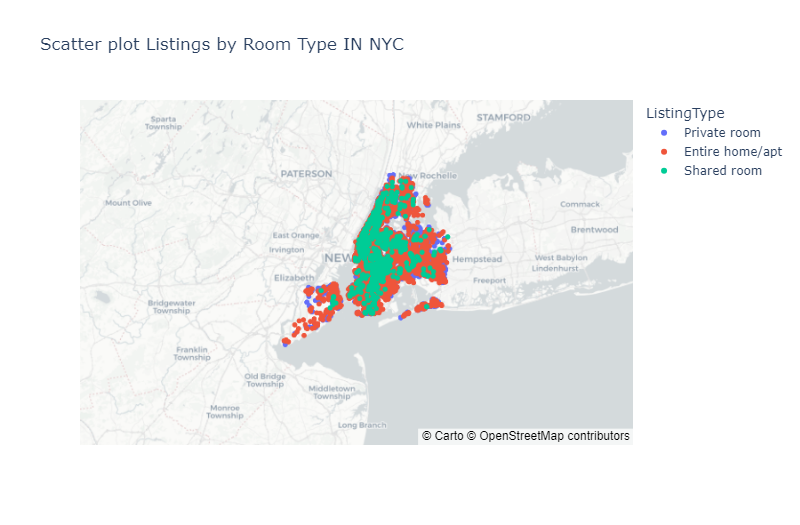 Scatter plot Listings by Room Type IN NYC
ListingType
Private room
Entire home/apt
Shared room
STAMFORD
Sparta
Township
White Plains
PATERSON
New Rochelle
Mount Olive
Commack
East Orange
Brentwood
Irvington
NEW
Hempstead
West Babylon
Lindenhurst
Elizabeth
Freeport
Bridgewater
Township
Franklin
Township
Old Bridge
Township
Middletown
Township
Monroe
Township
Long Branch
© Carto © OpenStreetMap contributors